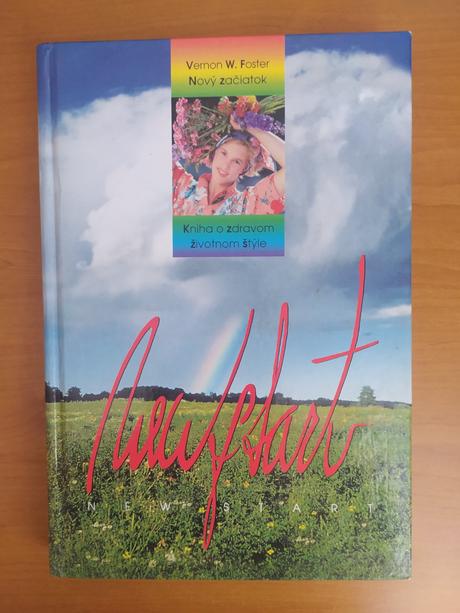 Vernon W. Foster
Nový začiatok
Kniha o zdravom
životnom štýle
Newstart
NEWSTART